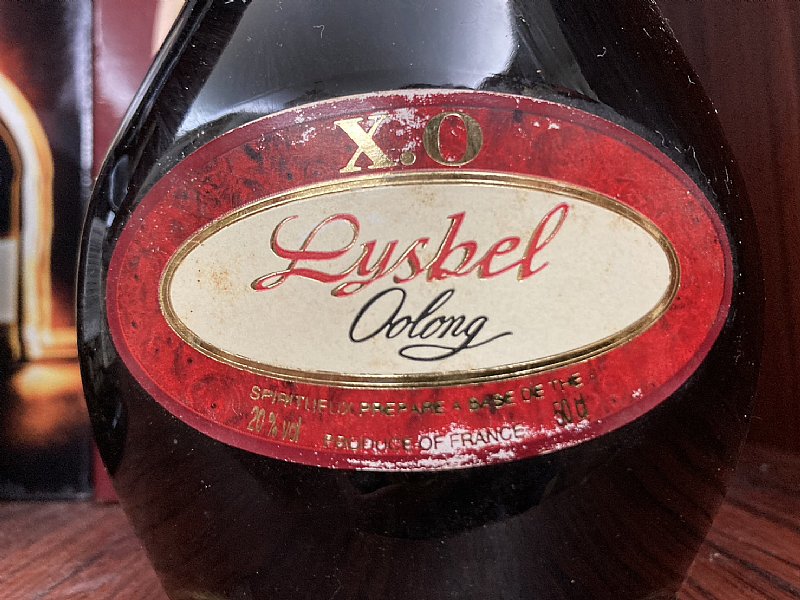 X.O
Lysbel
Oolong
SPIRITUEUX PREPARE A BASE DE THE
20 % vol
50 cl
PRODUCE OF FRANCE